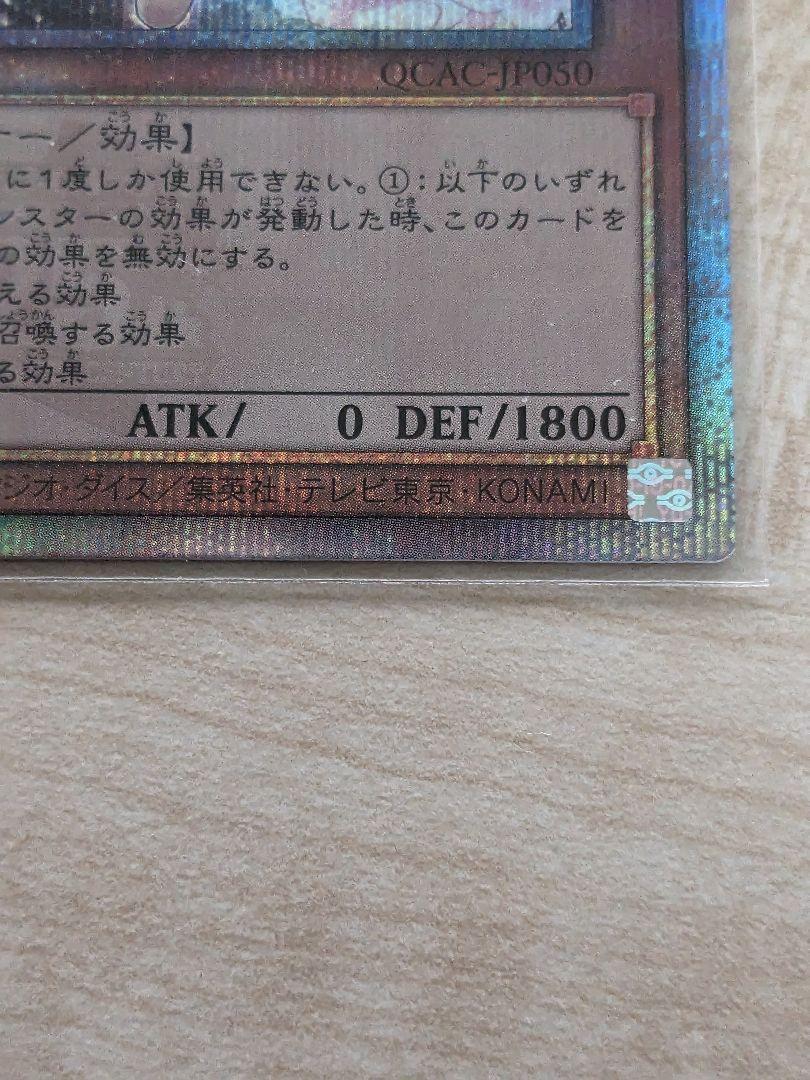 QCAC-JP050
ー／効果】
に1度しか使用できない。①：以下のいずれ
ンスターの効果が発動した時、このカードを
の効果を無効にする。
える効果
召喚する効果
る効果
ATK/ 0 DEF/1800
ジオ・ダイス／集英社・テレビ東京・KONAMI